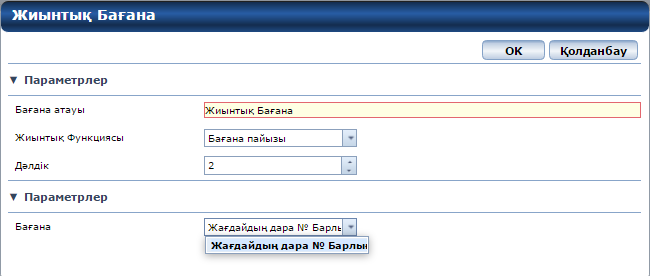 Жиынтық Бағана
OK Қолданбау
▼ Параметрлер
Бағана атауы Жиынтық Бағана
Жиынтық Функциясы Бағана пайызы
Дәлдік 2
▼ Параметрлер
Бағана Жағдайдың дара № Барлы
Жағдайдың дара № Барлы